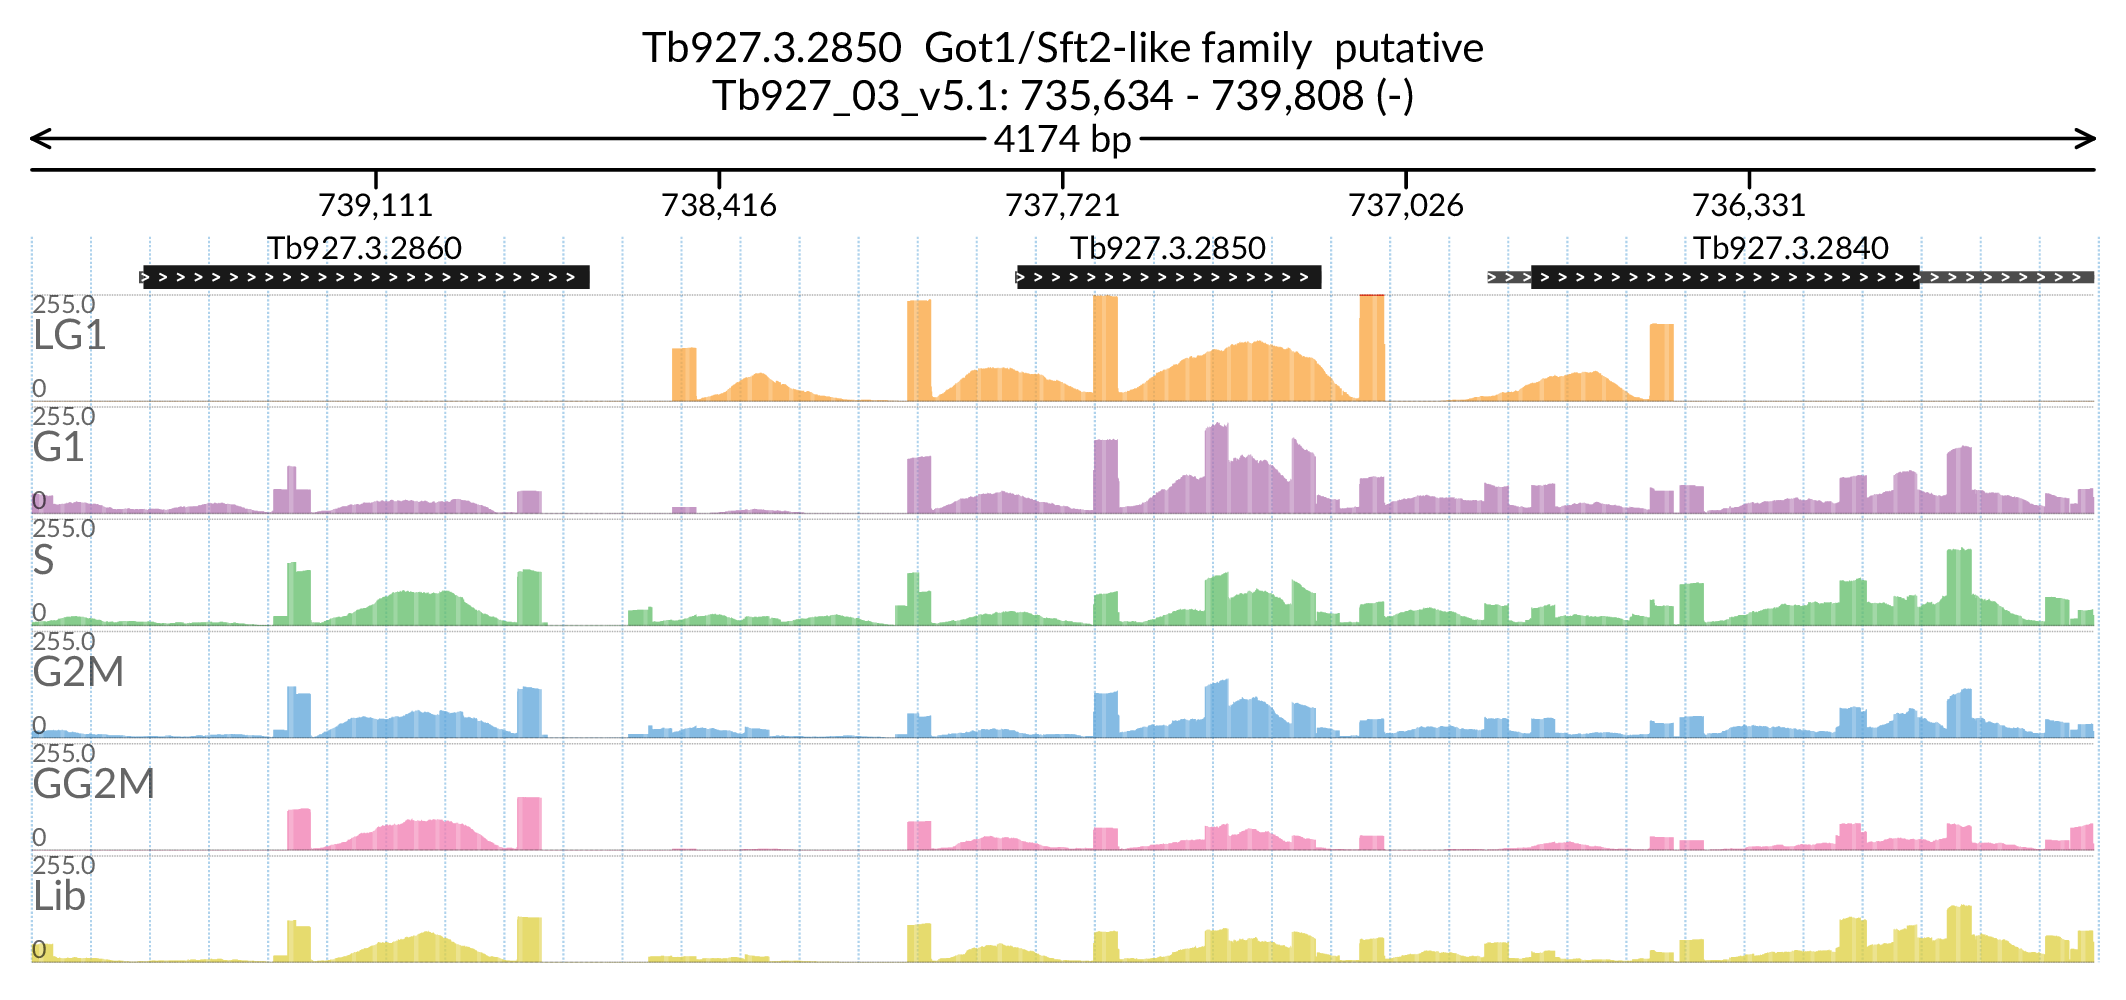 Tb927.3.2850  Got1/Sft2-like family  putative
Tb927_03_v5.1: 735,634 - 739,808 (-)
4174 bp
739,111 738,416 737,721 737,026 736,331
Tb927.3.2860 Tb927.3.2850 Tb927.3.2840
255.0
LG1
0
255.0
G1
0
255.0
S
0
255.0
G2M
0
255.0
GG2M
0
255.0
Lib
0